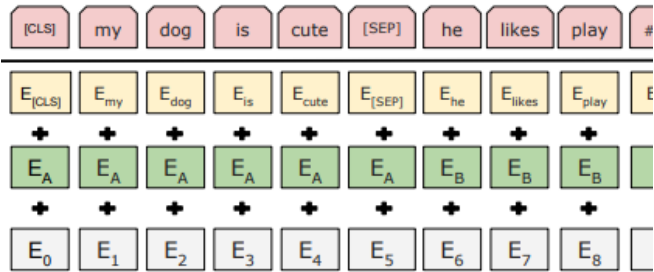 [CLS] my dog is cute [SEP] he likes play #
E[CLS] Emy Edog Eis Ecute E[SEP] Ehe Elikes Eplay E
EA EA EA EA EA EA EB EB EB
E0 E1 E2 E3 E4 E5 E6 E7 E8